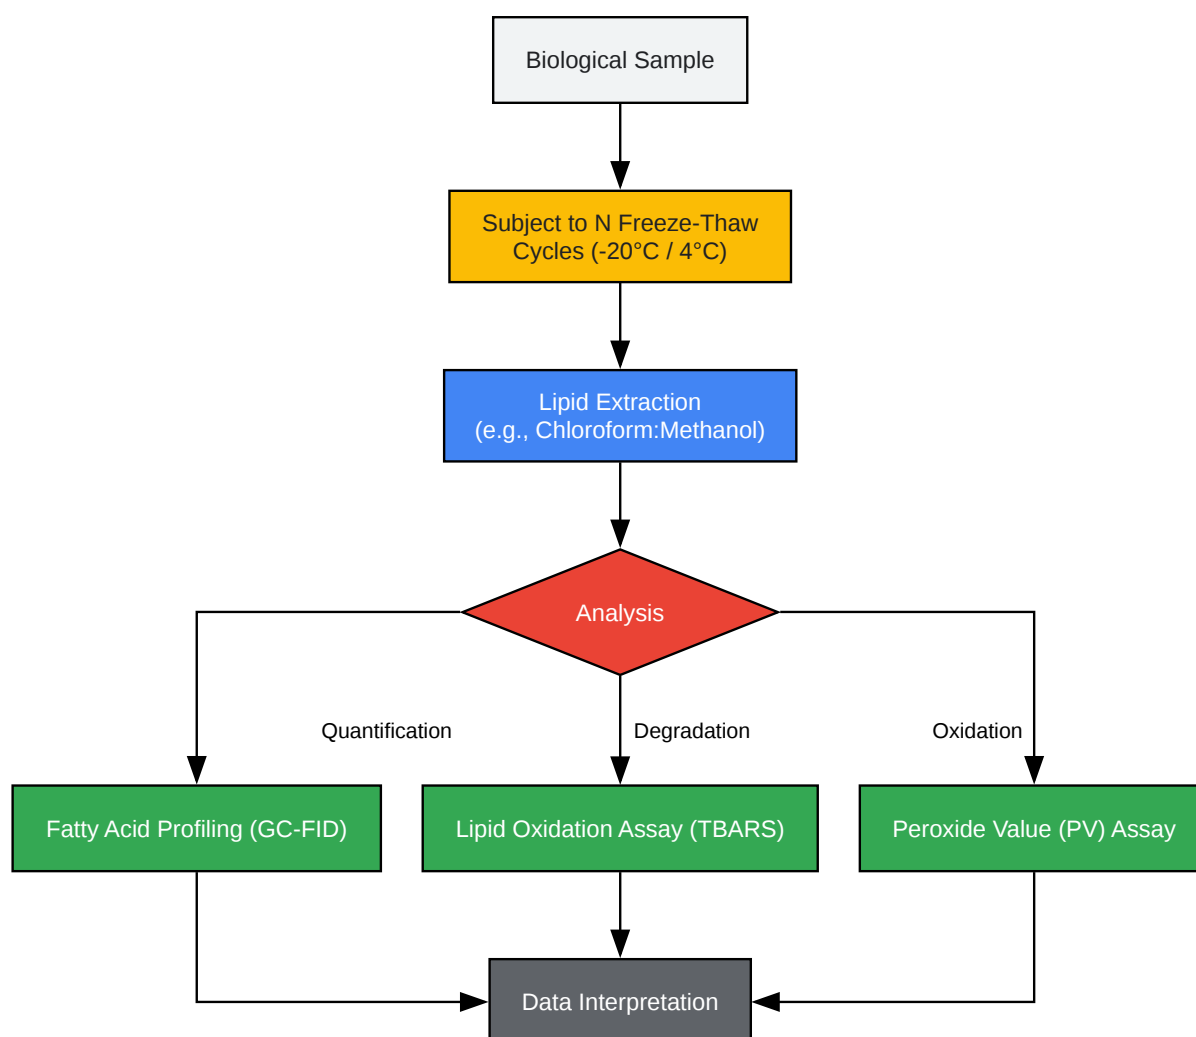 Biological Sample
Subject to N Freeze-Thaw
Cycles (-20°C / 4°C)
Lipid Extraction
(e.g., Chloroform:Methanol)
Analysis
Quantification
Degradation
Oxidation
Fatty Acid Profiling (GC-FID)
Lipid Oxidation Assay (TBARS)
Peroxide Value (PV) Assay
Data Interpretation